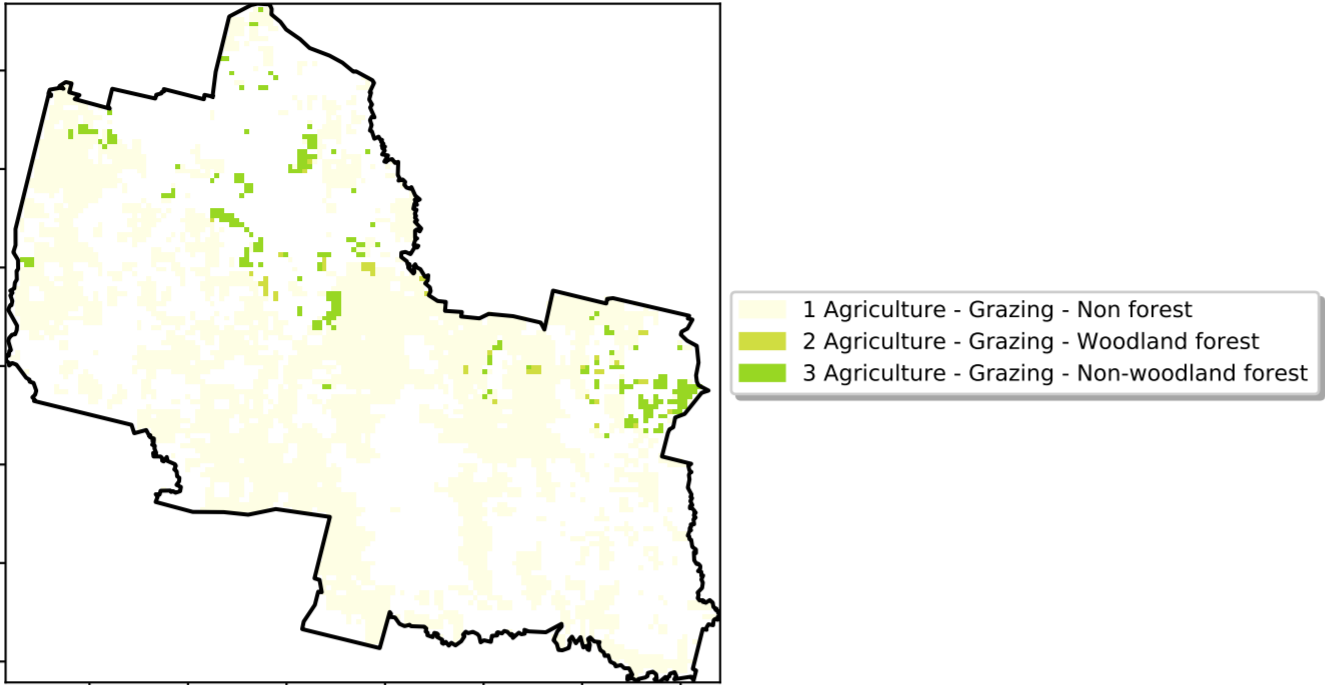 1 Agriculture - Grazing - Non forest
2 Agriculture - Grazing - Woodland forest
3 Agriculture - Grazing - Non-woodland forest